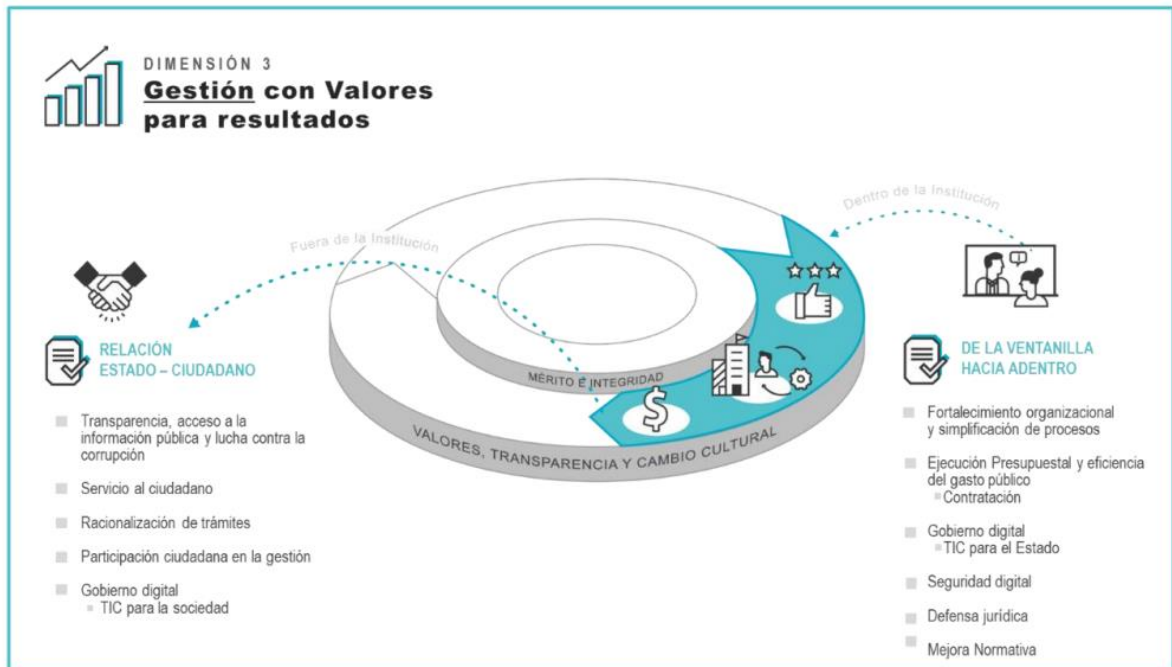 DIMENSIÓN 3
Gestión con Valores
para resultados
Fuera de la Institución
Dentro de la Institución
MÉRITO E INTEGRIDAD
VALORES, TRANSPARENCIA Y CAMBIO CULTURAL
$
RELACIÓN
ESTADO – CIUDADANO
Transparencia, acceso a la
información pública y lucha contra la
corrupción
Servicio al ciudadano
Racionalización de trámites
Participación ciudadana en la gestión
Gobierno digital
TIC para la sociedad
DE LA VENTANILLA
HACIA ADENTRO
Fortalecimiento organizacional
y simplificación de procesos
Ejecución Presupuestal y eficiencia
del gasto público
Contratación
Gobierno digital
TIC para el Estado
Seguridad digital
Defensa jurídica
Mejora Normativa